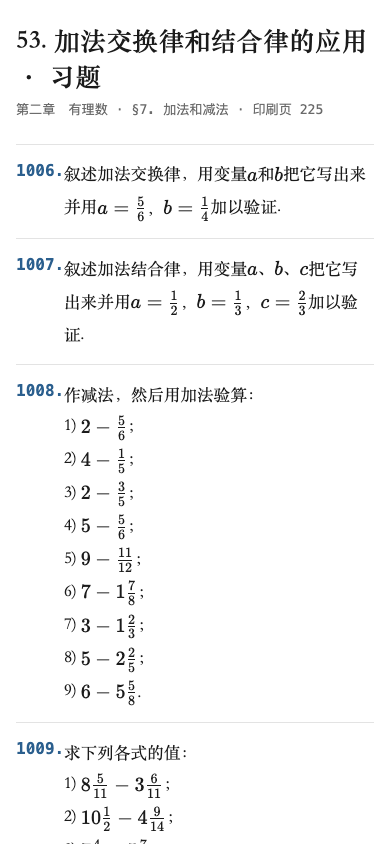 53. 加法交换律和结合律的应用
· 习题
第二章 有理数 · §7. 加法和减法 · 印刷页 225
1006. 叙述加法交换律，用变量a和b把它写出来
并用a = 5/6, b = 1/4加以验证.
1007. 叙述加法结合律，用变量a、b、c把它写
出来并用a = 1/2, b = 1/3, c = 2/3加以验
证.
1008. 作减法，然后用加法验算：
1) 2 − 5/6;
2) 4 − 1/5;
3) 2 − 3/5;
4) 5 − 5/6;
5) 9 − 11/12;
6) 7 − 1 7/8;
7) 3 − 1 2/3;
8) 5 − 2 2/5;
9) 6 − 5 5/8.
1009. 求下列各式的值：
1) 8 5/11 − 3 6/11;
2) 10 1/2 − 4 9/14;